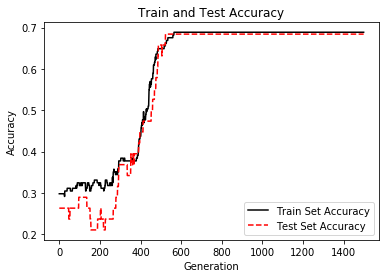 Train and Test Accuracy
Accuracy
0.7
0.6
0.5
0.4
0.3
0.2
Train Set Accuracy
Test Set Accuracy
0 200 400 600 800 1000 1200 1400
Generation